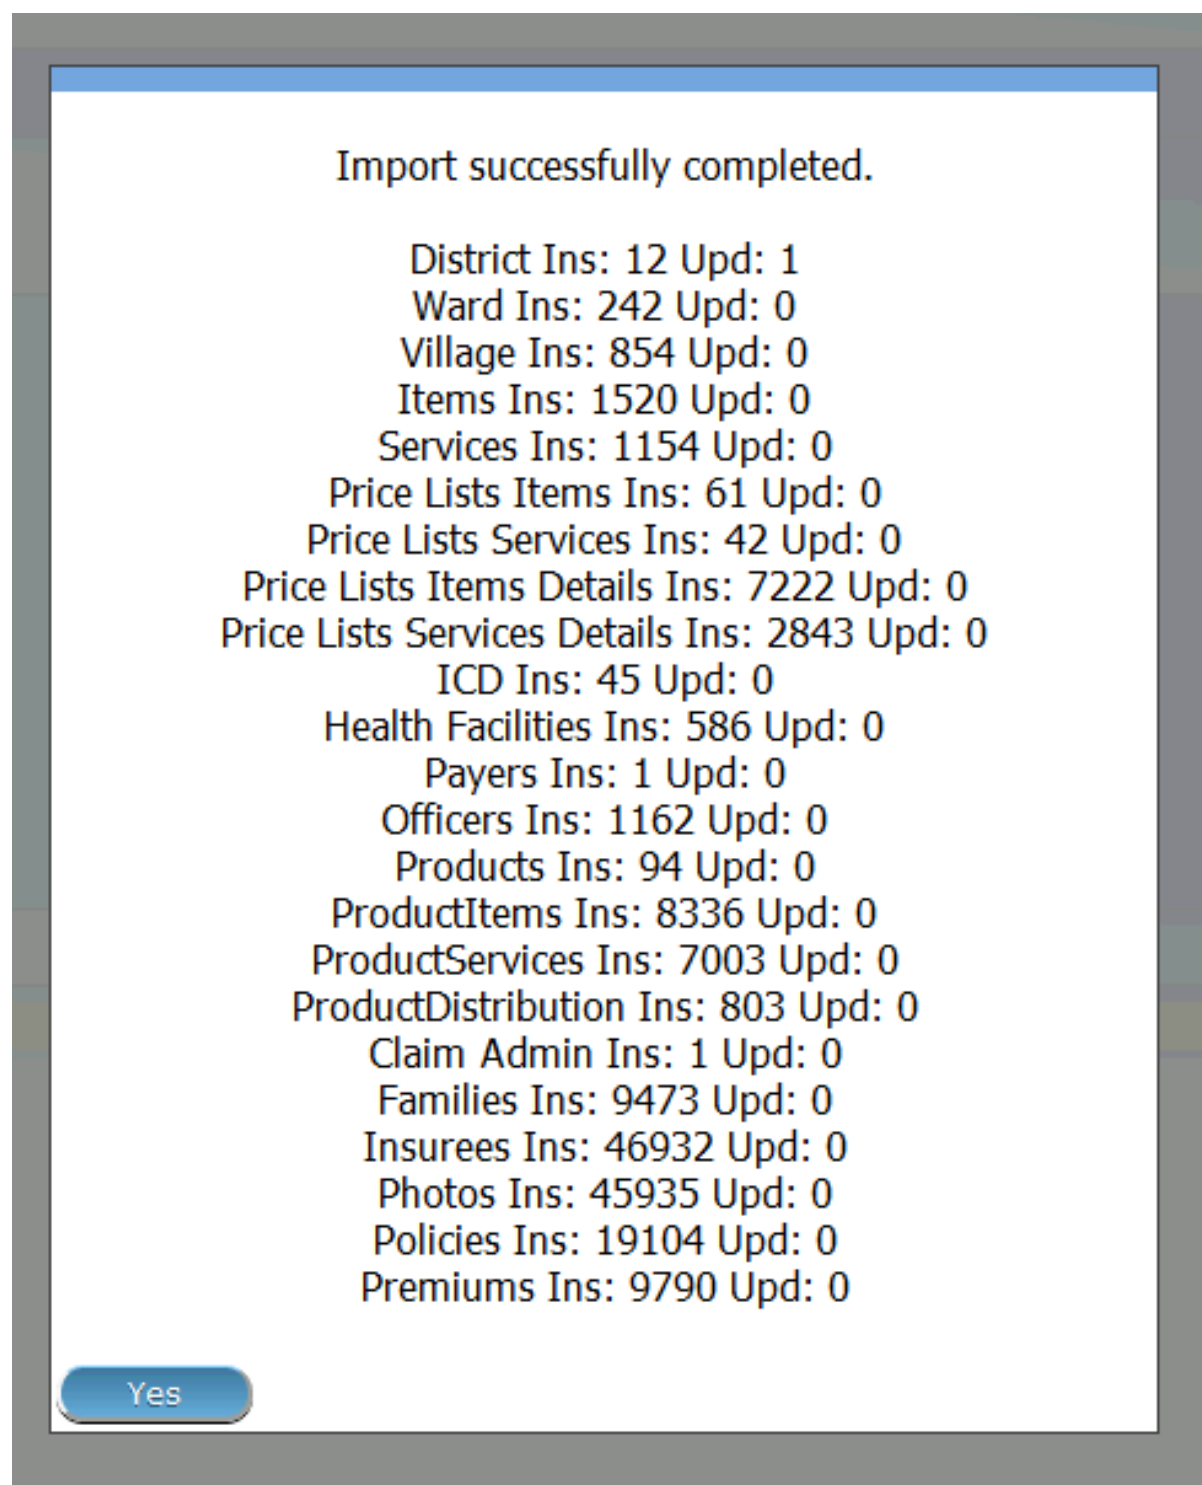 Import successfully completed.
District Ins: 12 Upd: 1
Ward Ins: 242 Upd: 0
Village Ins: 854 Upd: 0
Items Ins: 1520 Upd: 0
Services Ins: 1154 Upd: 0
Price Lists Items Ins: 61 Upd: 0
Price Lists Services Ins: 42 Upd: 0
Price Lists Items Details Ins: 7222 Upd: 0
Price Lists Services Details Ins: 2843 Upd: 0
ICD Ins: 45 Upd: 0
Health Facilities Ins: 586 Upd: 0
Payers Ins: 1 Upd: 0
Officers Ins: 1162 Upd: 0
Products Ins: 94 Upd: 0
ProductItems Ins: 8336 Upd: 0
ProductServices Ins: 7003 Upd: 0
ProductDistribution Ins: 803 Upd: 0
Claim Admin Ins: 1 Upd: 0
Families Ins: 9473 Upd: 0
Insurees Ins: 46932 Upd: 0
Photos Ins: 45935 Upd: 0
Policies Ins: 19104 Upd: 0
Premiums Ins: 9790 Upd: 0
Yes